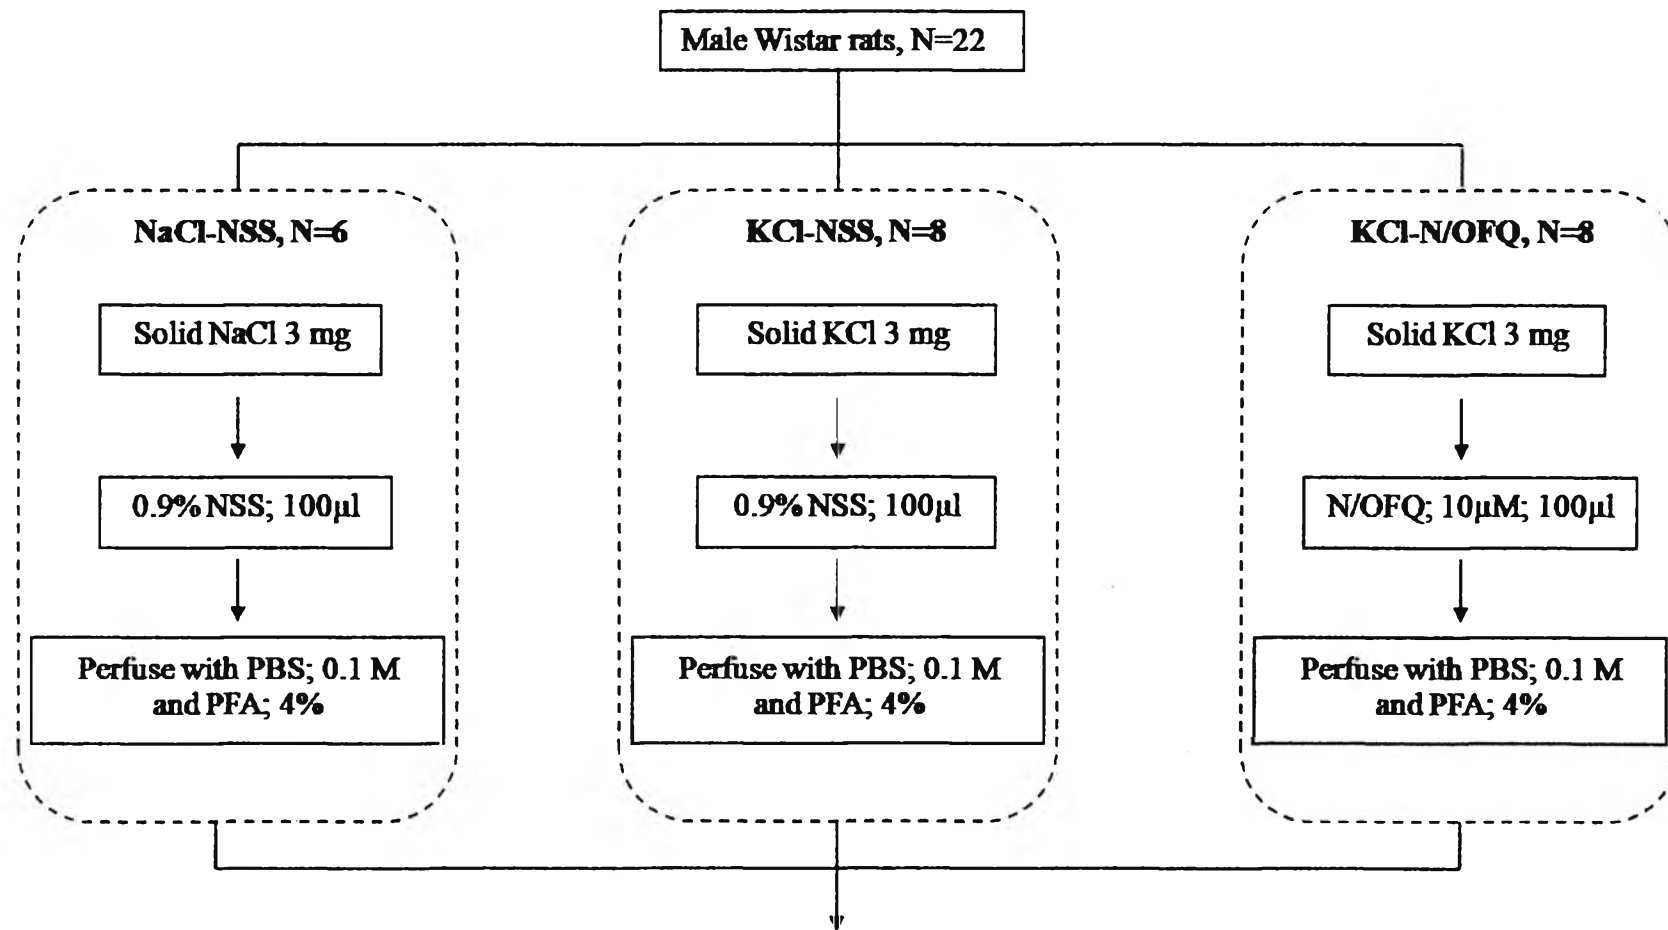 Male Wistar rats, N=22
NaCl-NSS, N=6
Solid NaCl 3 mg
0.9% NSS; 100µl
Perfuse with PBS; 0.1 M
and PFA; 4%
KCl-NSS, N=8
Solid KCl 3 mg
0.9% NSS; 100µl
Perfuse with PBS; 0.1 M
and PFA; 4%
KCl-N/OFQ, N=8
Solid KCl 3 mg
N/OFQ; 10µM; 100µl
Perfuse with PBS; 0.1 M
and PFA; 4%